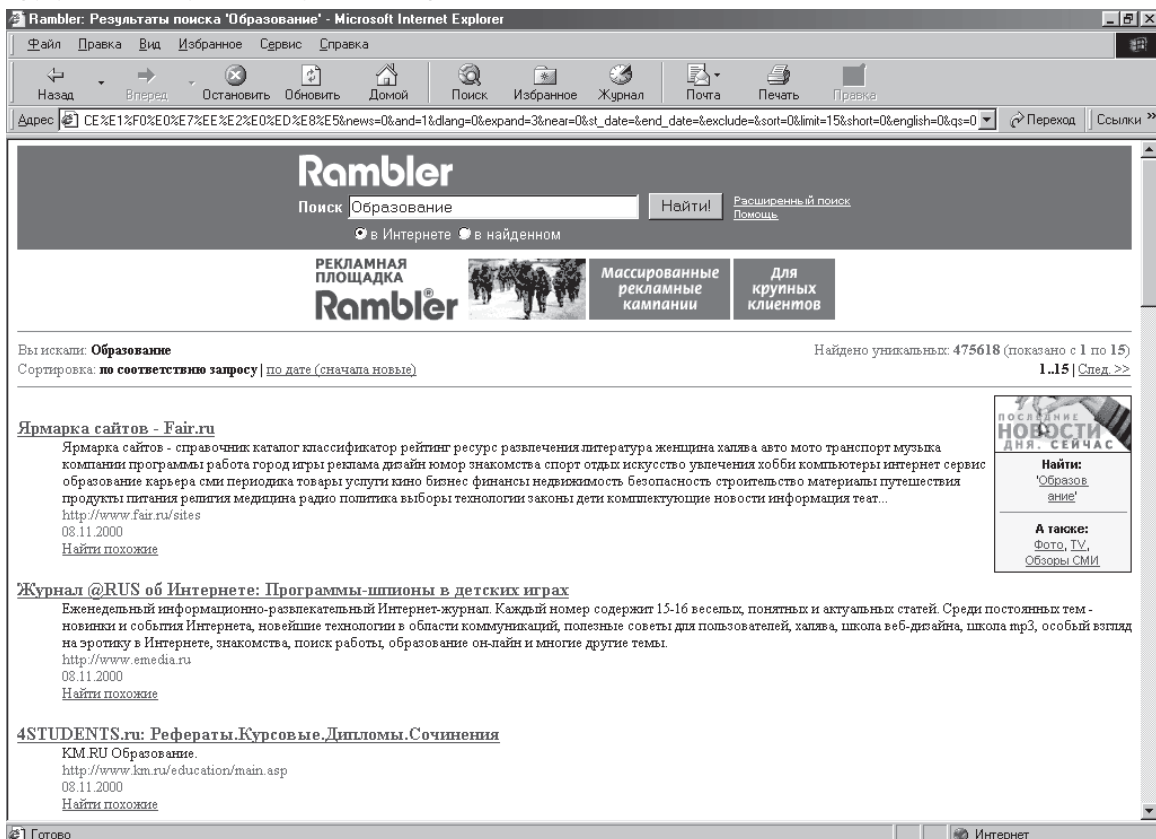 Rambler: Результаты поиска 'Образование' - Microsoft Internet Explorer
Файл Правка Вид Избранное Сервис Справка
Назад Вперед Остановить Обновить Домой Поиск Избранное Журнал Почта Печать Правка
Адрес CE%E1%F0%E0%E7%EE%E2%E0%ED%E8%E5&news=0&and=1&dlang=0&expand=3&near=0&st_date=&end_date=&exclude=&sort=0&limit=15&short=0&english=0&qs=0 Переход Ссылки »
Rambler
Поиск Образование Найти! Расширенный поиск
Помощь
в Интернете в найденном
РЕКЛАМНАЯ
ПЛОЩАДКА
Rambler®
Массированные
рекламные
кампании
Для
крупных
клиентов
Вы искали: Образование
Найдено уникальных: 475618 (показано с 1 по 15)
Сортировка: по соответствию запросу | по дате (сначала новые)
1..15 | След. >>
Ярмарка сайтов - Fair.ru
Ярмарка сайтов - справочник каталог классификатор рейтинг ресурс развлечения литература женщина халява авто мото транспорт музыка
компании программы работа город игры реклама дизайн юмор знакомства спорт отдых искусство увлечения хобби компьютеры интернет сервис
образование карьера сми периодика товары услуги кино бизнес финансы недвижимость безопасность строительство материалы путешествия
продукты питания религия медицина радио политика выборы технологии законы дети комплектующие новости информация теат...
http://www.fair.ru/sites
08.11.2000
Найти похожие
ПОСЛЕДНИЕ
НОВОСТИ
ДНЯ. СЕЙЧАС
Найти:
'Образов
ание'
А также:
Фото, TV,
Обзоры СМИ
Журнал @RUS об Интернете: Программы-шпионы в детских играх
Еженедельный информационно-развлекательный Интернет-журнал. Каждый номер содержит 15-16 веселых, понятных и актуальных статей. Среди постоянных тем -
новинки и события Интернета, новейшие технологии в области коммуникаций, полезные советы для пользователей, халява, школа веб-дизайна, школа mp3, особый взгляд
на эротику в Интернете, знакомства, поиск работы, образование он-лайн и многие другие темы.
http://www.emedia.ru
08.11.2000
Найти похожие
4STUDENTS.ru: Рефераты.Курсовые.Дипломы.Сочинения
KM.RU Образование.
http://www.km.ru/education/main.asp
08.11.2000
Найти похожие
Готово
Интернет